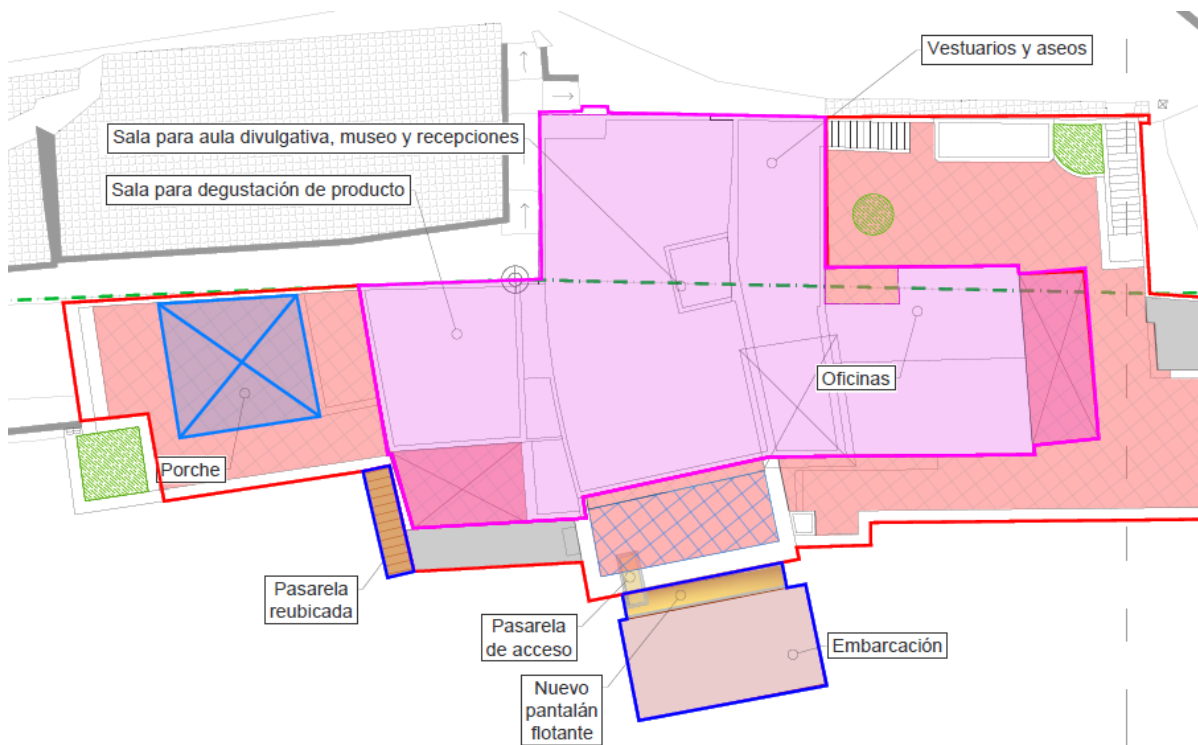 Vestuarios y aseos
Sala para aula divulgativa, museo y recepciones
Sala para degustación de producto
Oficinas
Porche
Pasarela
reubicada
Pasarela
de acceso
Embarcación
Nuevo
pantalán
flotante